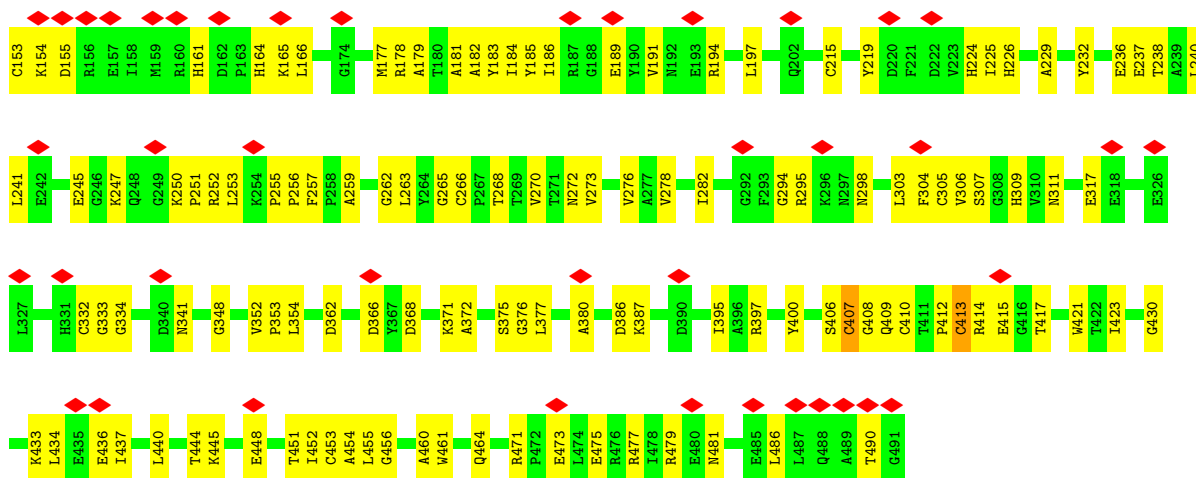 C153 K154 D155 R156 E157 I158 M159 R160 H161 D162 P163 H164 K165 L166 G174 M177 R178 A179 T180 A181 A182 Y183 I184 Y185 I186 R187 G188 E189 Y190 V191 N192 E193 R194 L197 Q202 C215 Y219 D220 F221 D222 V223 H224 I225 H226 A229 Y232 E236 E237 T238 A239 L240
L241 E242 E245 G246 K247 Q248 G249 K250 P251 R252 L253 K254 P255 P256 F257 P258 A259 G262 L263 Y264 G265 C266 P267 T268 T269 V270 T271 N272 V273 V276 A277 V278 I282 G292 F293 G294 R295 K296 N297 N298 L303 F304 C305 V306 S307 G308 H309 V310 N311 E317 E318 E326
L327 H331 C332 G333 G334 D340 N341 G348 V352 P353 L354 D362 D366 Y367 D368 K371 A372 S375 G376 L377 A380 D386 K387 D390 I395 A396 R397 Y400 S406 C407 G408 Q409 C410 T411 P412 C413 R414 E415 G416 T417 W421 T422 I423 G430
K433 L434 E435 E436 I437 L440 T444 K445 E448 T451 I452 C453 A454 L455 G456 A460 W461 Q464 R471 P472 E473 L474 E475 R476 R477 I478 R479 E480 N481 E485 L486 L487 Q488 A489 T490 G491